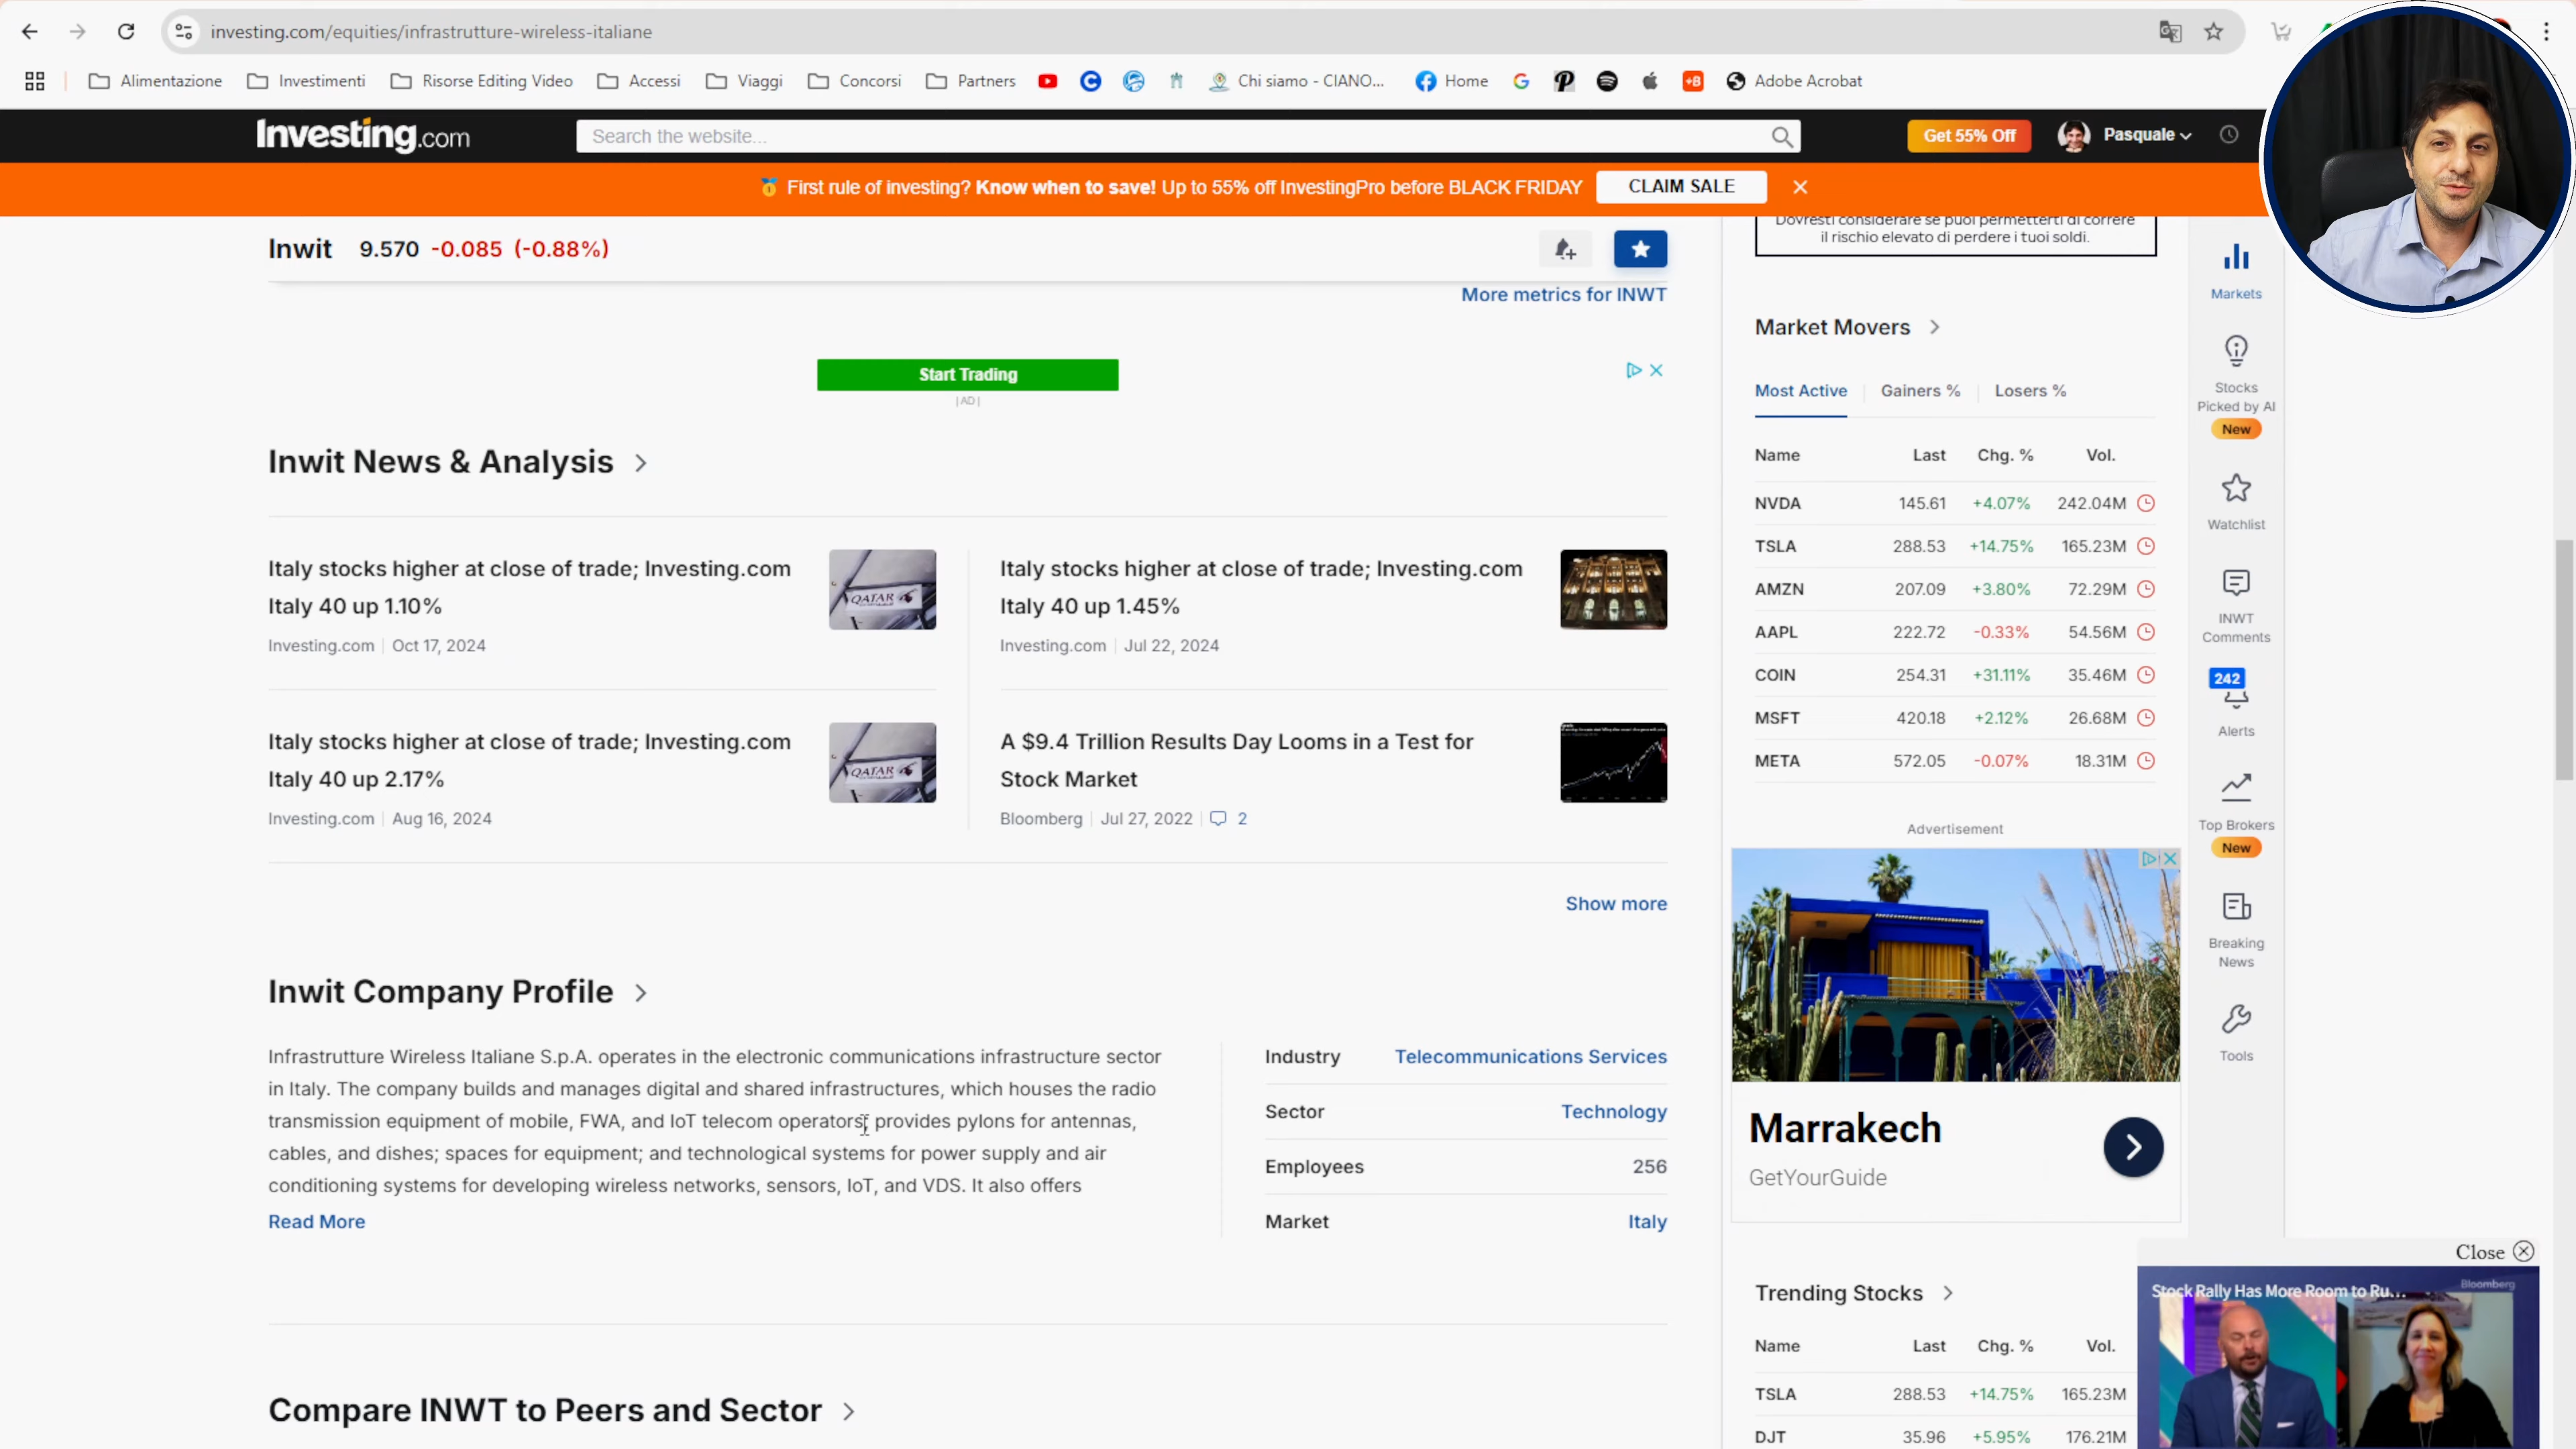 investing.com/equities/infrastrutture-wireless-italiane
Alimentazione
Investimenti
Risorse Editing Video
Accessi
Viaggi
Concorsi
Partners
Chi siamo - CIANO...
Home
+B
Adobe Acrobat
Investing.com
Search the website...
Get 55% Off
Pasquale
First rule of investing? Know when to save! Up to 55% off InvestingPro before BLACK FRIDAY
CLAIM SALE
Inwit 9.570 -0.085 (-0.88%)
More metrics for INWT
Start Trading
|AD|
Inwit News & Analysis
Italy stocks higher at close of trade; Investing.com
Italy 40 up 1.10%
Investing.com | Oct 17, 2024
QATAR
Italy stocks higher at close of trade; Investing.com
Italy 40 up 1.45%
Investing.com | Jul 22, 2024
Italy stocks higher at close of trade; Investing.com
Italy 40 up 2.17%
Investing.com | Aug 16, 2024
QATAR
A $9.4 Trillion Results Day Looms in a Test for
Stock Market
Bloomberg | Jul 27, 2022 | 2
Show more
Inwit Company Profile
Infrastrutture Wireless Italiane S.p.A. operates in the electronic communications infrastructure sector
in Italy. The company builds and manages digital and shared infrastructures, which houses the radio
transmission equipment of mobile, FWA, and IoT telecom operators; provides pylons for antennas,
cables, and dishes; spaces for equipment; and technological systems for power supply and air
conditioning systems for developing wireless networks, sensors, IoT, and VDS. It also offers
Read More
Industry Telecommunications Services
Sector Technology
Employees 256
Market Italy
Compare INWT to Peers and Sector
Dovresti considerare se puoi permetterti di correre
il rischio elevato di perdere i tuoi soldi.
Market Movers
Most Active Gainers % Losers %
Name Last Chg. % Vol.
NVDA 145.61 +4.07% 242.04M
TSLA 288.53 +14.75% 165.23M
AMZN 207.09 +3.80% 72.29M
AAPL 222.72 -0.33% 54.56M
COIN 254.31 +31.11% 35.46M
MSFT 420.18 +2.12% 26.68M
META 572.05 -0.07% 18.31M
Advertisement
Marrakech
GetYourGuide
Trending Stocks
Name Last Chg. % Vol.
TSLA 288.53 +14.75% 165.23M
DJT 35.96 +5.95% 176.21M
Markets
Stocks
Picked by AI
New
Watchlist
INWT
Comments
242
Alerts
Top Brokers
New
Breaking
News
Tools
Close
Stock Rally Has More Room to Ru...
Bloomberg